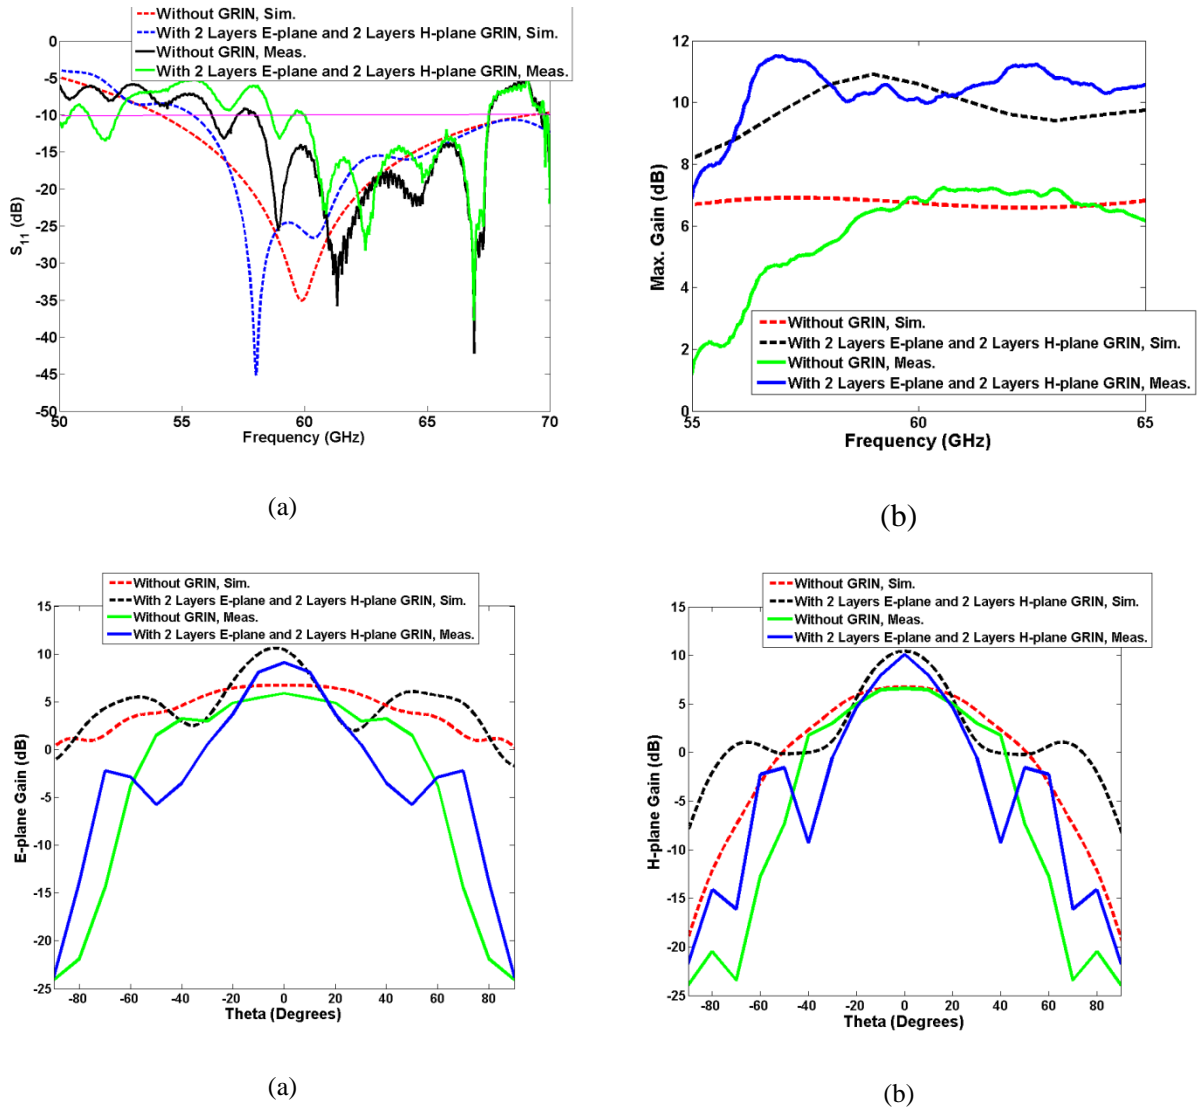 Without GRIN, Sim.
With 2 Layers E-plane and 2 Layers H-plane GRIN, Sim.
Without GRIN, Meas.
With 2 Layers E-plane and 2 Layers H-plane GRIN, Meas.
0
-5
-10
-15
-20
-25
-30
-35
-40
-45
-50
S11 (dB)
50 55 60 65 70
Frequency (GHz)
(a)
12
10
8
6
4
2
0
Max. Gain (dB)
Without GRIN, Sim.
With 2 Layers E-plane and 2 Layers H-plane GRIN, Sim.
Without GRIN, Meas.
With 2 Layers E-plane and 2 Layers H-plane GRIN, Meas.
55 60 65
Frequency (GHz)
(b)
Without GRIN, Sim.
With 2 Layers E-plane and 2 Layers H-plane GRIN, Sim.
Without GRIN, Meas.
With 2 Layers E-plane and 2 Layers H-plane GRIN, Meas.
15
10
5
0
-5
-10
-15
-20
-25
E-plane Gain (dB)
-80 -60 -40 -20 0 20 40 60 80
Theta (Degrees)
(a)
Without GRIN, Sim.
With 2 Layers E-plane and 2 Layers H-plane GRIN, Sim.
Without GRIN, Meas.
With 2 Layers E-plane and 2 Layers H-plane GRIN, Meas.
15
10
5
0
-5
-10
-15
-20
-25
H-plane Gain (dB)
-80 -60 -40 -20 0 20 40 60 80
Theta (Degrees)
(b)